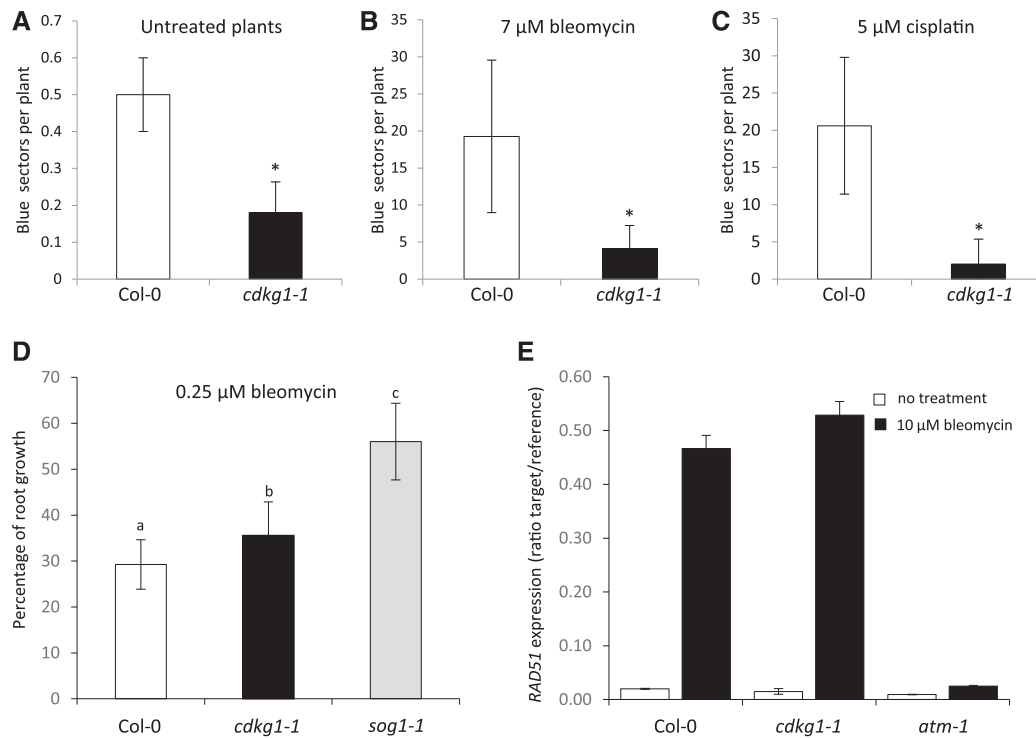 A
Untreated plants
Blue sectors per plant
0.7
0.6
0.5
0.4
0.3
0.2
0.1
0
*
Col-0
cdkg1-1
B
7 µM bleomycin
Blue sectors per plant
35
30
25
20
15
10
5
0
*
Col-0
cdkg1-1
C
5 µM cisplatin
Blue sectors per plant
35
30
25
20
15
10
5
0
*
Col-0
cdkg1-1
D
0.25 µM bleomycin
Percentage of root growth
70
60
50
40
30
20
10
0
a
b
c
Col-0
cdkg1-1
sog1-1
E
RAD51 expression (ratio target/reference)
0.60
0.50
0.40
0.30
0.20
0.10
0.00
no treatment
10 µM bleomycin
Col-0
cdkg1-1
atm-1